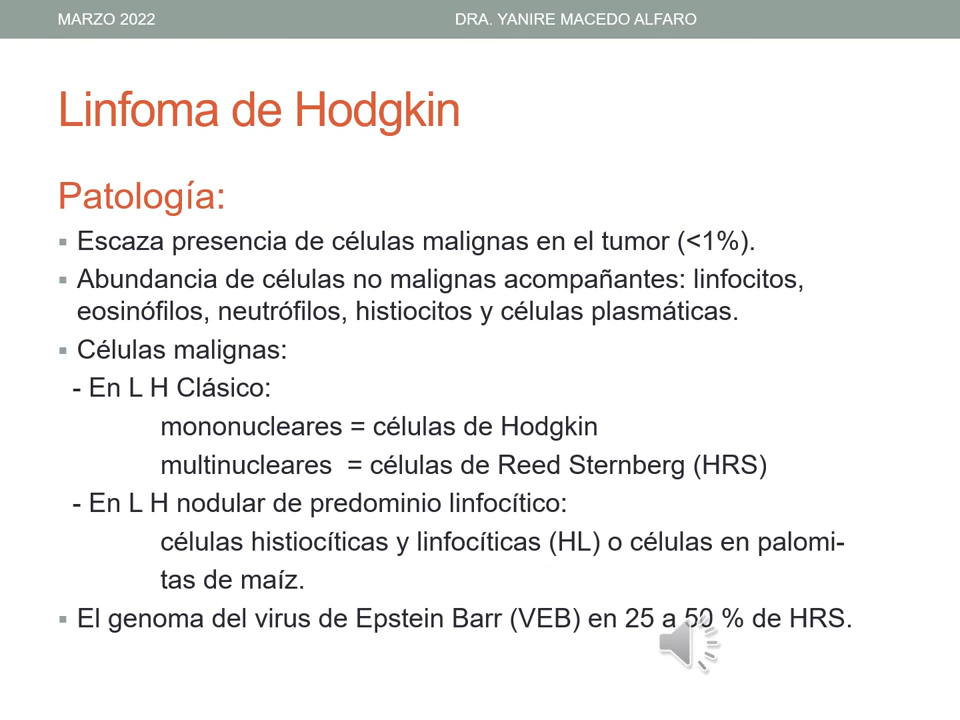 MARZO 2022 DRA. YANIRE MACEDO ALFARO
Linfoma de Hodgkin
Patología:
▪ Escaza presencia de células malignas en el tumor (<1%).
▪ Abundancia de células no malignas acompañantes: linfocitos,
eosinófilos, neutrófilos, histiocitos y células plasmáticas.
▪ Células malignas:
- En L H Clásico:
mononucleares = células de Hodgkin
multinucleares = células de Reed Sternberg (HRS)
- En L H nodular de predominio linfocítico:
células histiocíticas y linfocíticas (HL) o células en palomi-
tas de maíz.
▪ El genoma del virus de Epstein Barr (VEB) en 25 a 50 % de HRS.